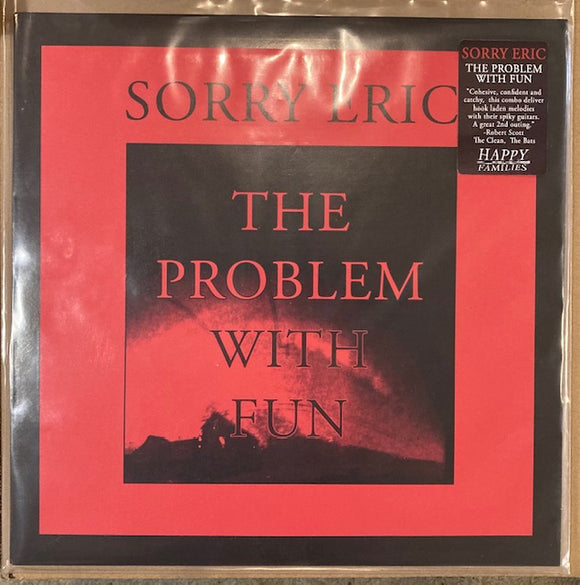 SORRY ERIC
THE
PROBLEM
WITH
FUN
SORRY ERIC
THE PROBLEM
WITH FUN
"Cohesive, confident and
catchy, this combo deliver
hook laden melodies
with their spiky guitars.
A great 2nd outing."
-Robert Scott
The Clean, The Bats
HAPPY
FAMILIES